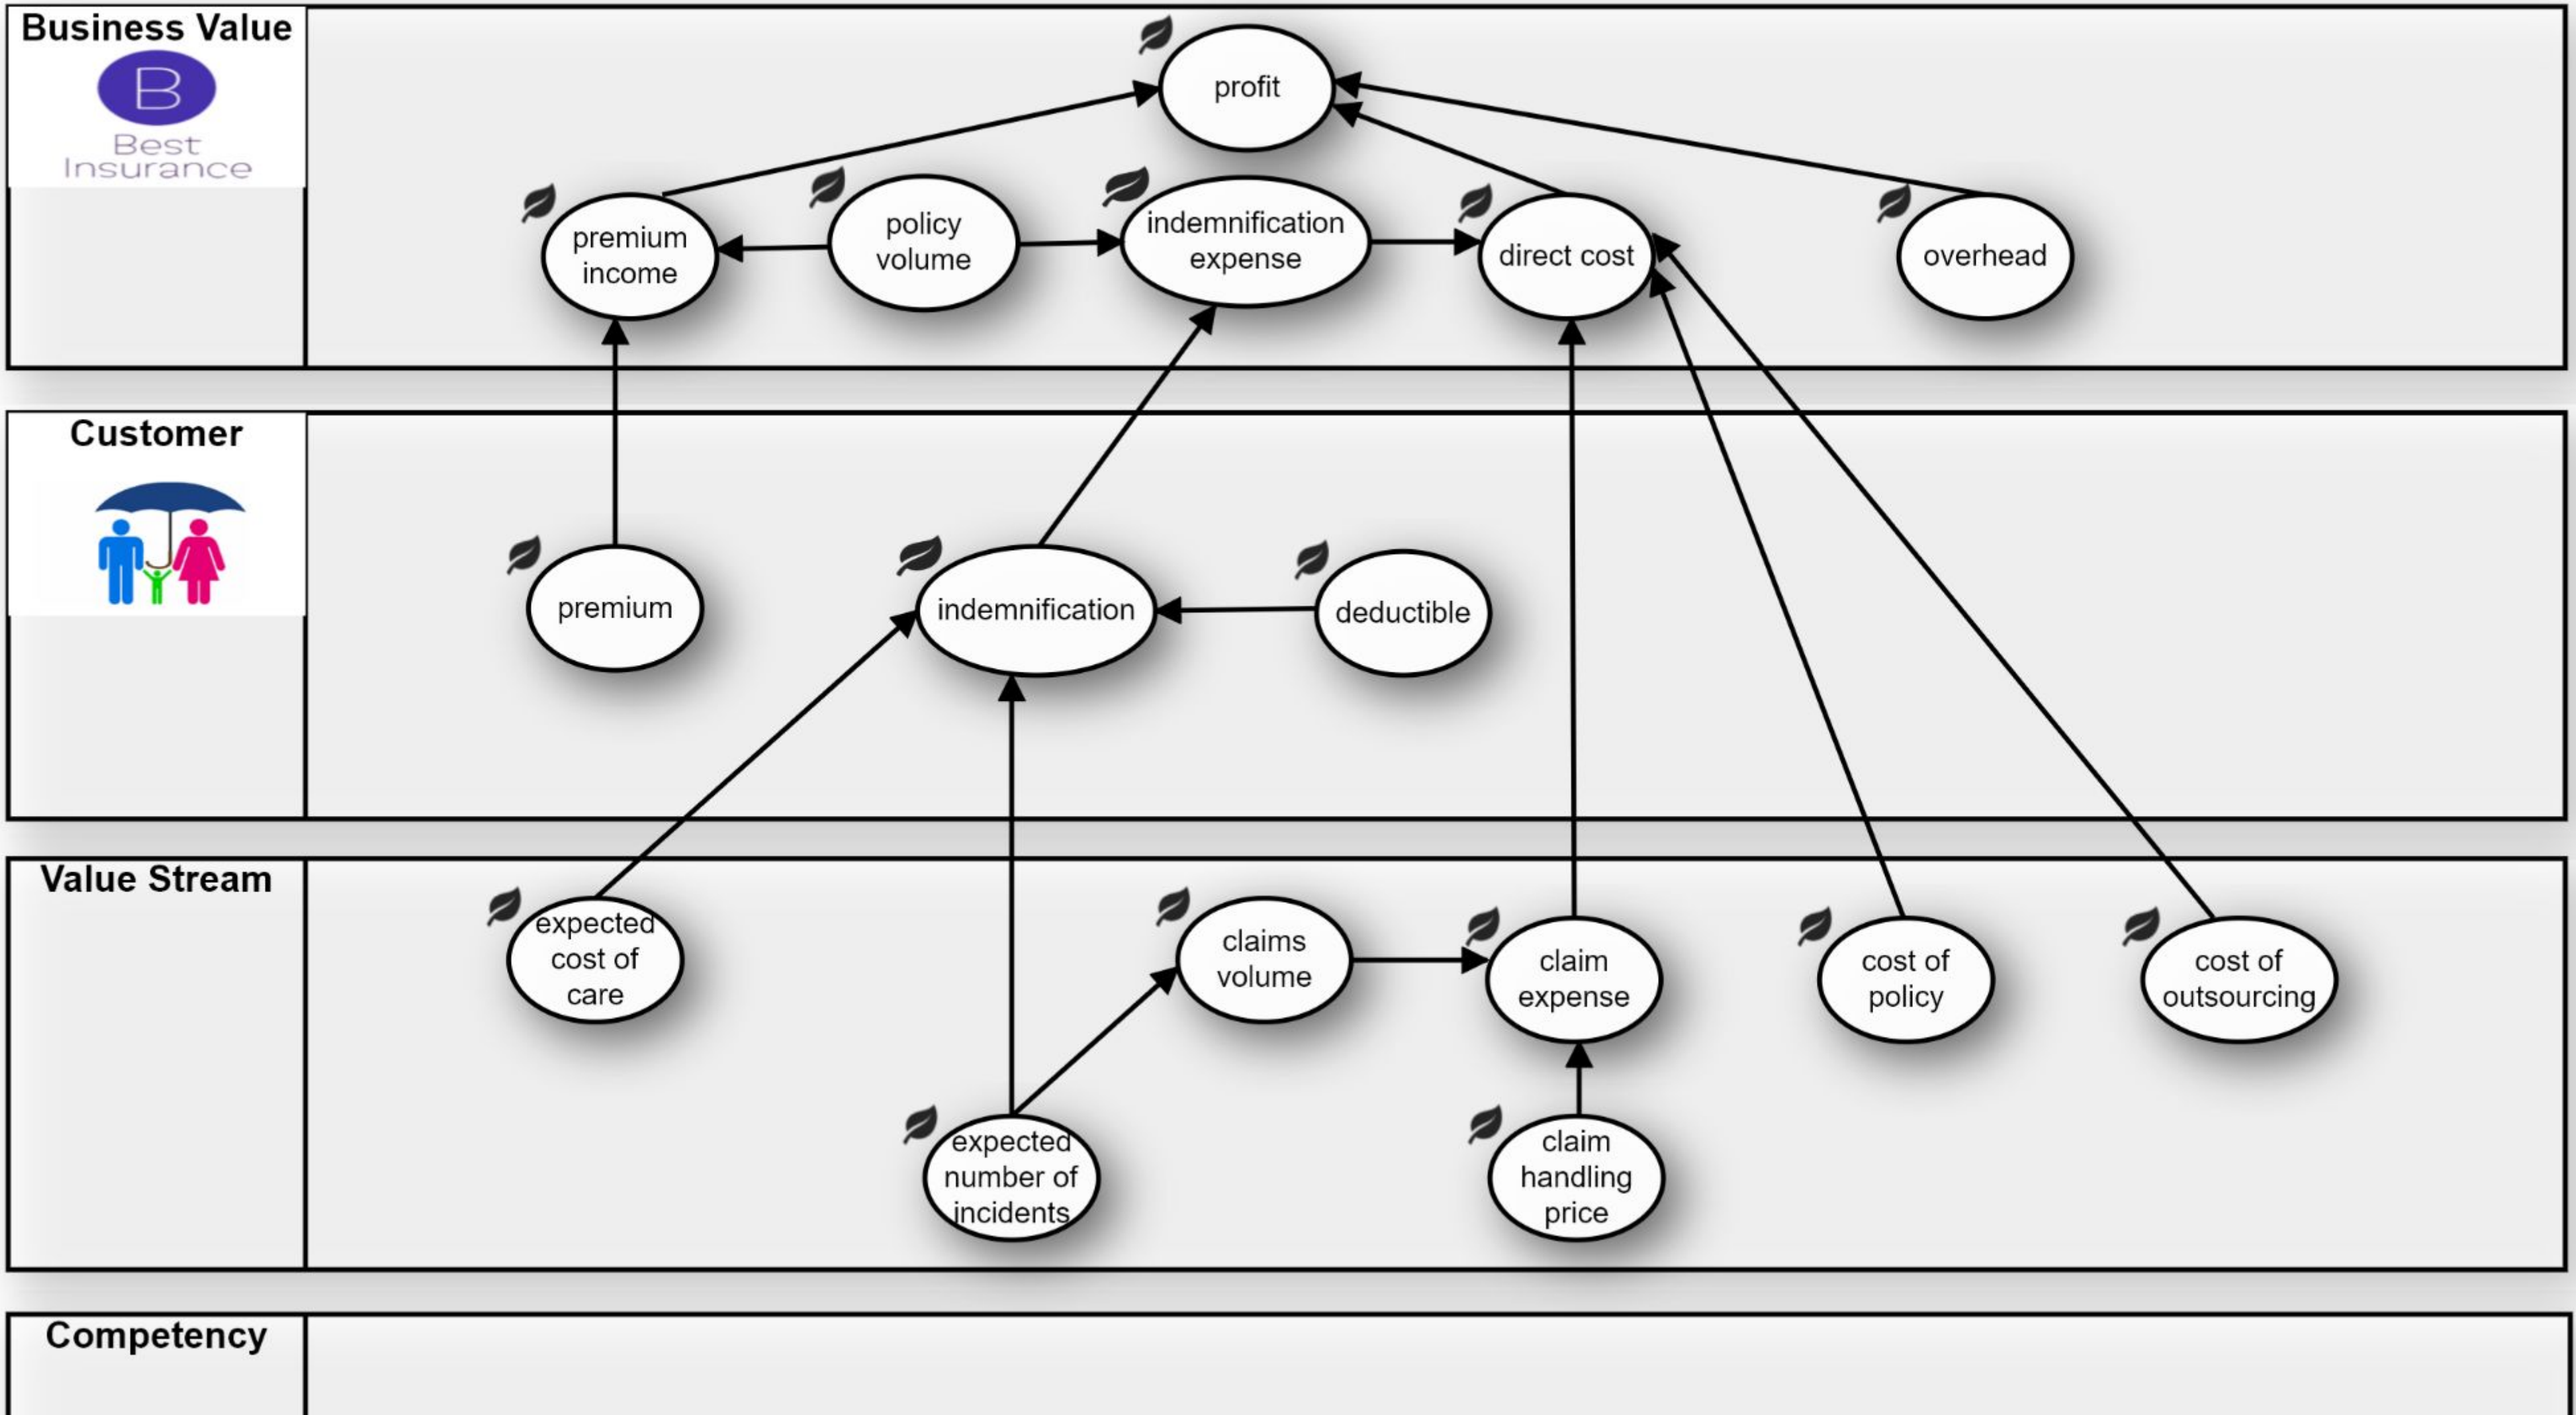 Business Value
B
Best
Insurance
profit
premium
income
policy
volume
indemnification
expense
direct cost
overhead
Customer
premium
indemnification
deductible
Value Stream
expected
cost of
care
claims
volume
claim
expense
cost of
policy
cost of
outsourcing
expected
number of
incidents
claim
handling
price
Competency